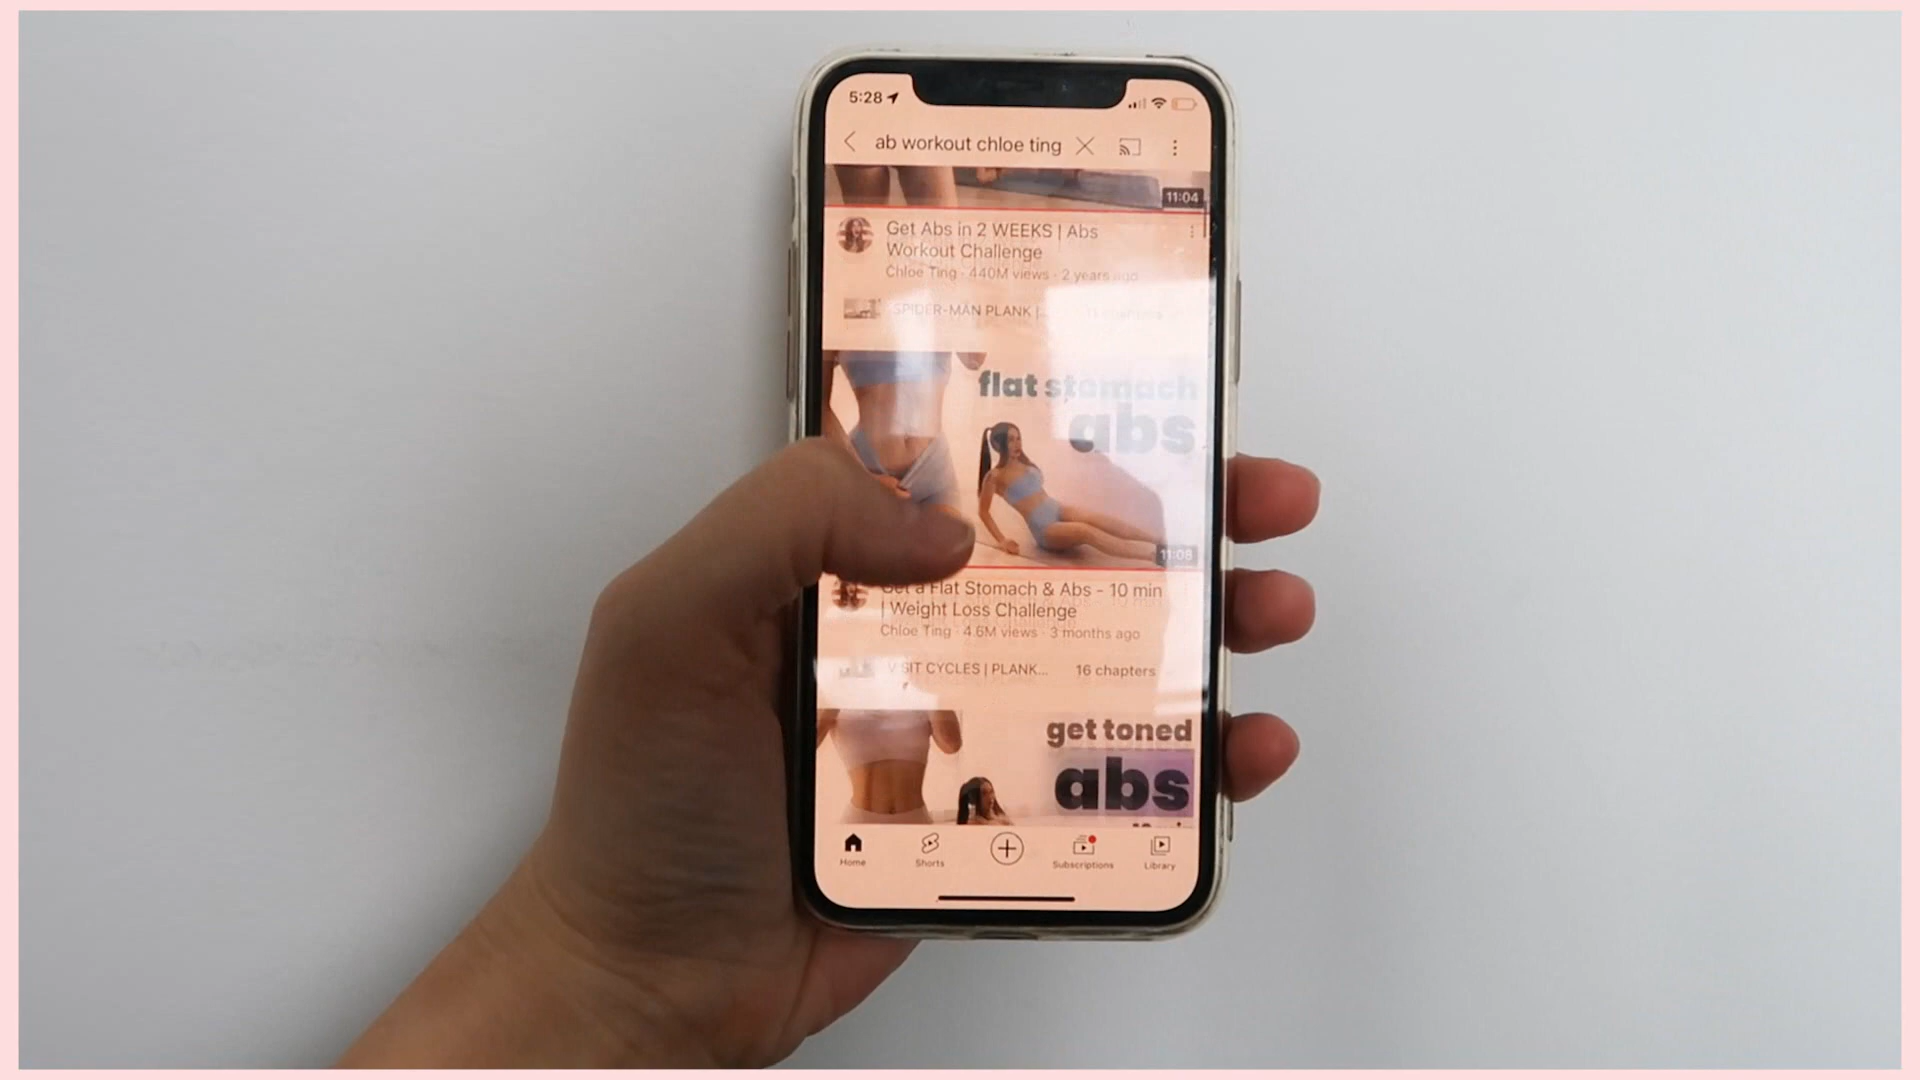 5:28
ab workout chloe ting
11:04
Get Abs in 2 WEEKS | Abs
Workout Challenge
Chloe Ting · 440M views · 2 years ago
SPIDER-MAN PLANK |...
flat stomach
abs
11:08
Get a Flat Stomach & Abs - 10 min
| Weight Loss Challenge
Chloe Ting · 4.6M views · 3 months ago
V SIT CYCLES | PLANK...
16 chapters
get toned
abs
Home
Shorts
Subscriptions
Library